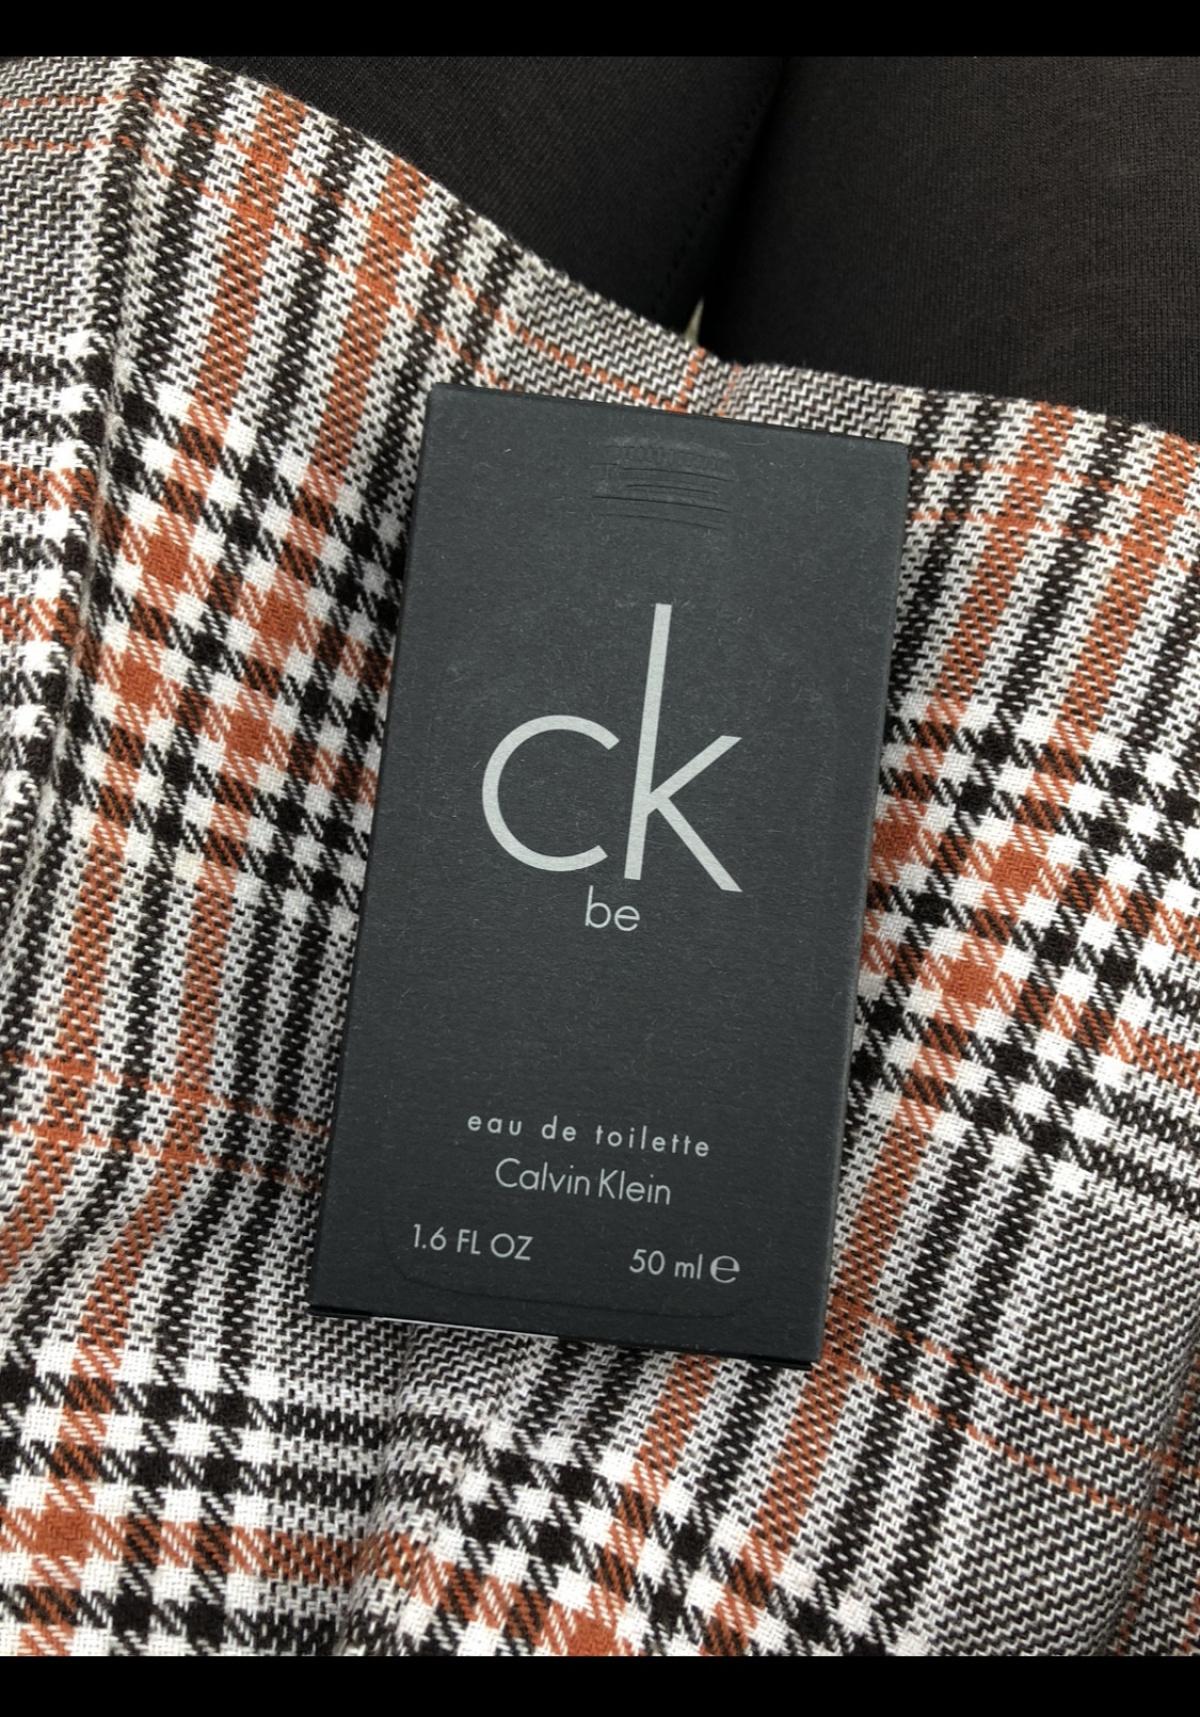 ck
be
eau de toilette
Calvin Klein
1.6 FL OZ 50 ml ℮